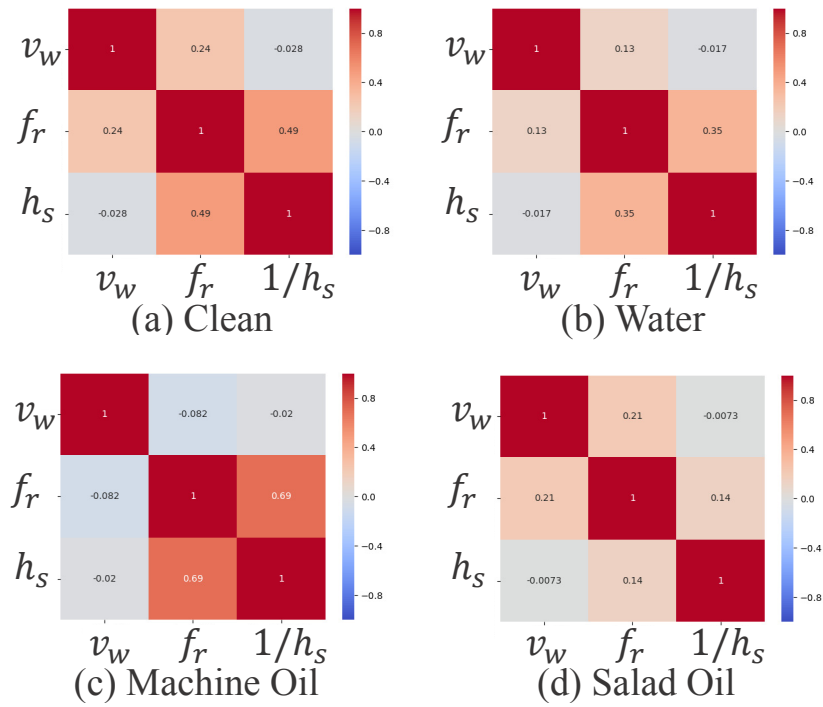 v_w 1 0.24 -0.028 0.8
f_r 0.24 1 0.49 0.4
0.0
h_s -0.028 0.49 1 −0.4
−0.8
v_w f_r 1/h_s
(a) Clean
v_w 1 0.13 -0.017 0.8
f_r 0.13 1 0.35 0.4
0.0
h_s -0.017 0.35 1 −0.4
−0.8
v_w f_r 1/h_s
(b) Water
v_w 1 -0.082 -0.02 0.8
f_r -0.082 1 0.69 0.4
0.0
h_s -0.02 0.69 1 −0.4
−0.8
v_w f_r 1/h_s
(c) Machine Oil
v_w 1 0.21 -0.0073 0.8
f_r 0.21 1 0.14 0.4
0.0
h_s -0.0073 0.14 1 −0.4
−0.8
v_w f_r 1/h_s
(d) Salad Oil